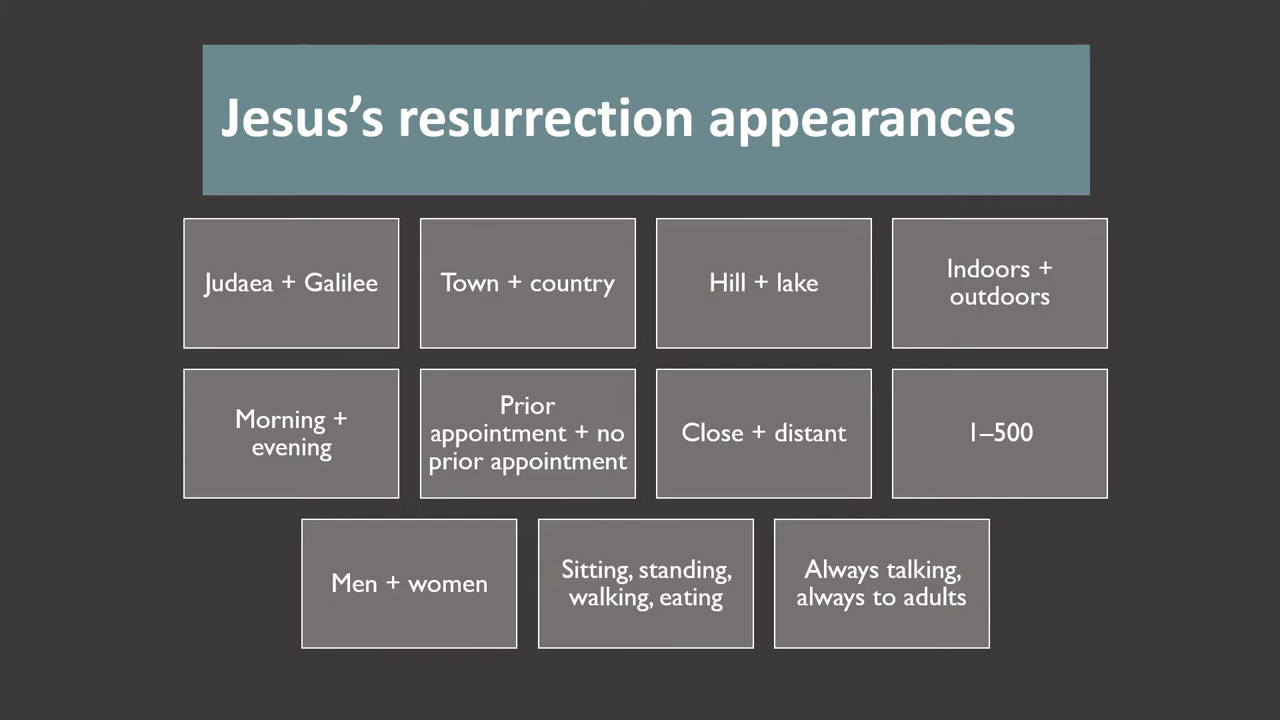 Jesus’s resurrection appearances
Judaea + Galilee
Town + country
Hill + lake
Indoors +
outdoors
Morning +
evening
Prior
appointment + no
prior appointment
Close + distant
1–500
Men + women
Sitting, standing,
walking, eating
Always talking,
always to adults